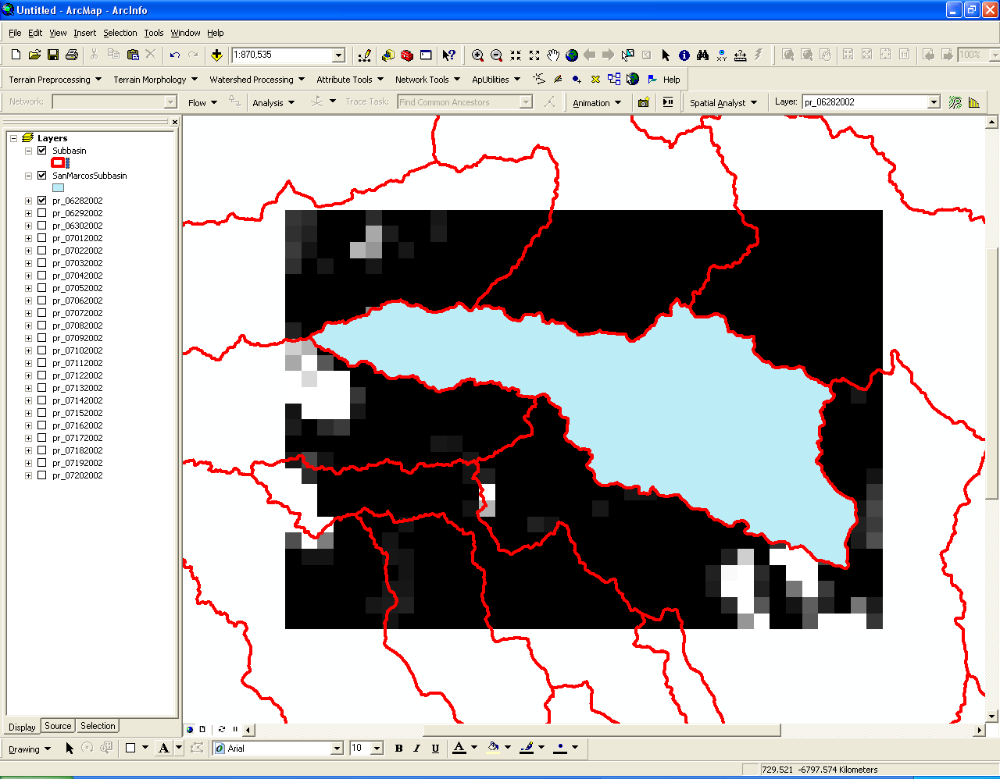 Untitled - ArcMap - ArcInfo
File Edit View Insert Selection Tools Window Help
1:870,535
100%
Terrain Preprocessing Terrain Morphology Watershed Processing Attribute Tools Network Tools ApUtilities Help
Network: Flow Analysis Trace Task: Find Common Ancestors Animation Spatial Analyst Layer: pr_06282002
Layers
Subbasin
SanMarcosSubbasin
pr_06282002
pr_06292002
pr_06302002
pr_07012002
pr_07022002
pr_07032002
pr_07042002
pr_07052002
pr_07062002
pr_07072002
pr_07082002
pr_07092002
pr_07102002
pr_07112002
pr_07122002
pr_07132002
pr_07142002
pr_07152002
pr_07162002
pr_07172002
pr_07182002
pr_07192002
pr_07202002
Display Source Selection
Drawing A Arial 10 B I U A
729.521 -6797.574 Kilometers